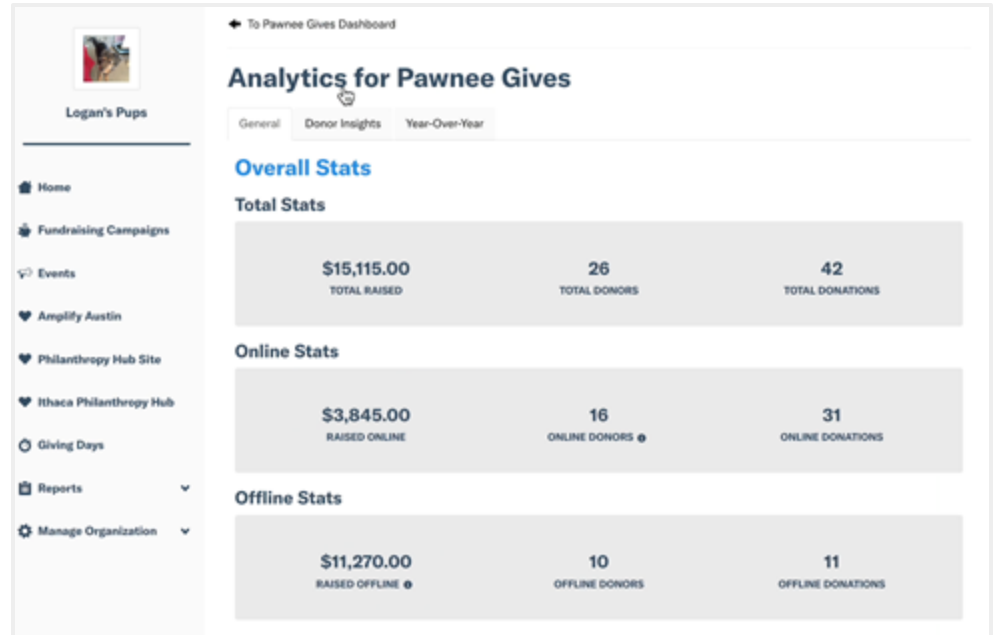 To Pawnee Gives Dashboard
Logan's Pups
Analytics for Pawnee Gives
General Donor Insights Year-Over-Year
Home
Fundraising Campaigns
Events
Amplify Austin
Philanthropy Hub Site
Ithaca Philanthropy Hub
Giving Days
Reports
Manage Organization
Overall Stats
Total Stats
$15,115.00 26 42
TOTAL RAISED TOTAL DONORS TOTAL DONATIONS
Online Stats
$3,845.00 16 31
RAISED ONLINE ONLINE DONORS ONLINE DONATIONS
Offline Stats
$11,270.00 10 11
RAISED OFFLINE OFFLINE DONORS OFFLINE DONATIONS